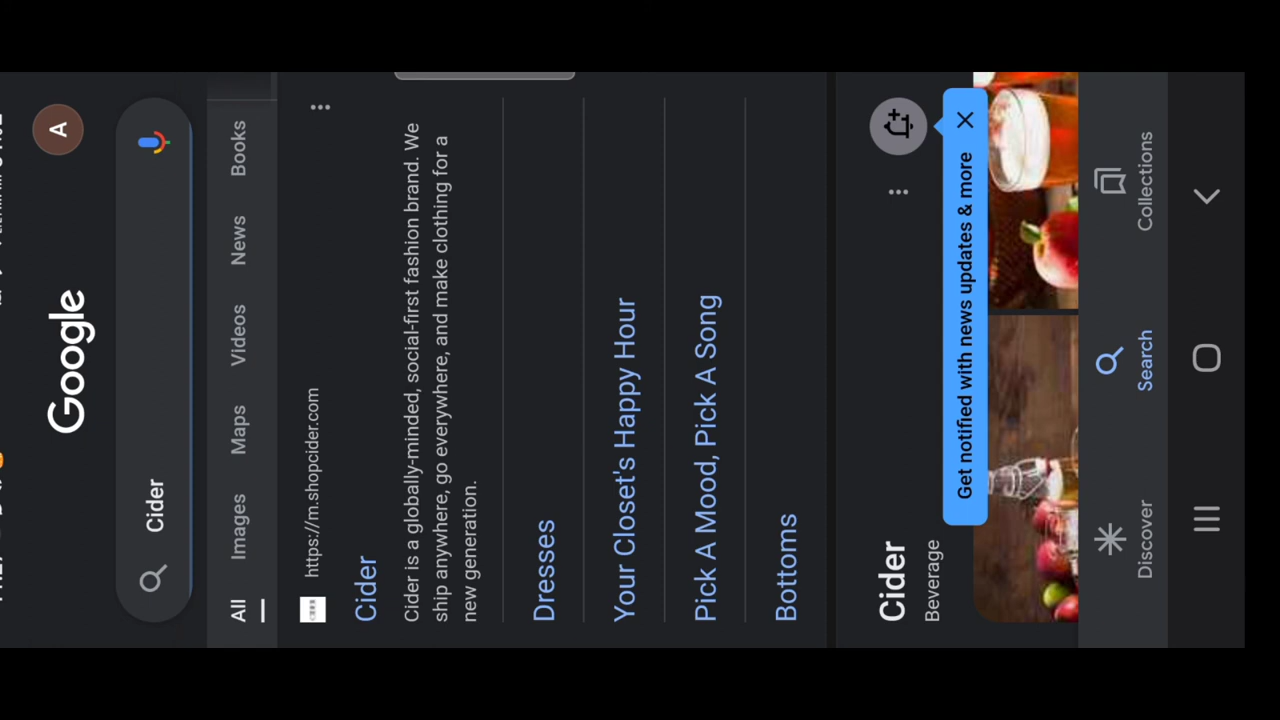 Google
A
Cider
All Images Maps Videos News Books
https://m.shopcider.com
Cider
Cider is a globally-minded, social-first fashion brand. We
ship anywhere, go everywhere, and make clothing for a
new generation.
Dresses
Your Closet's Happy Hour
Pick A Mood, Pick A Song
Bottoms
Cider
Beverage
Get notified with news updates & more
Discover Search Collections